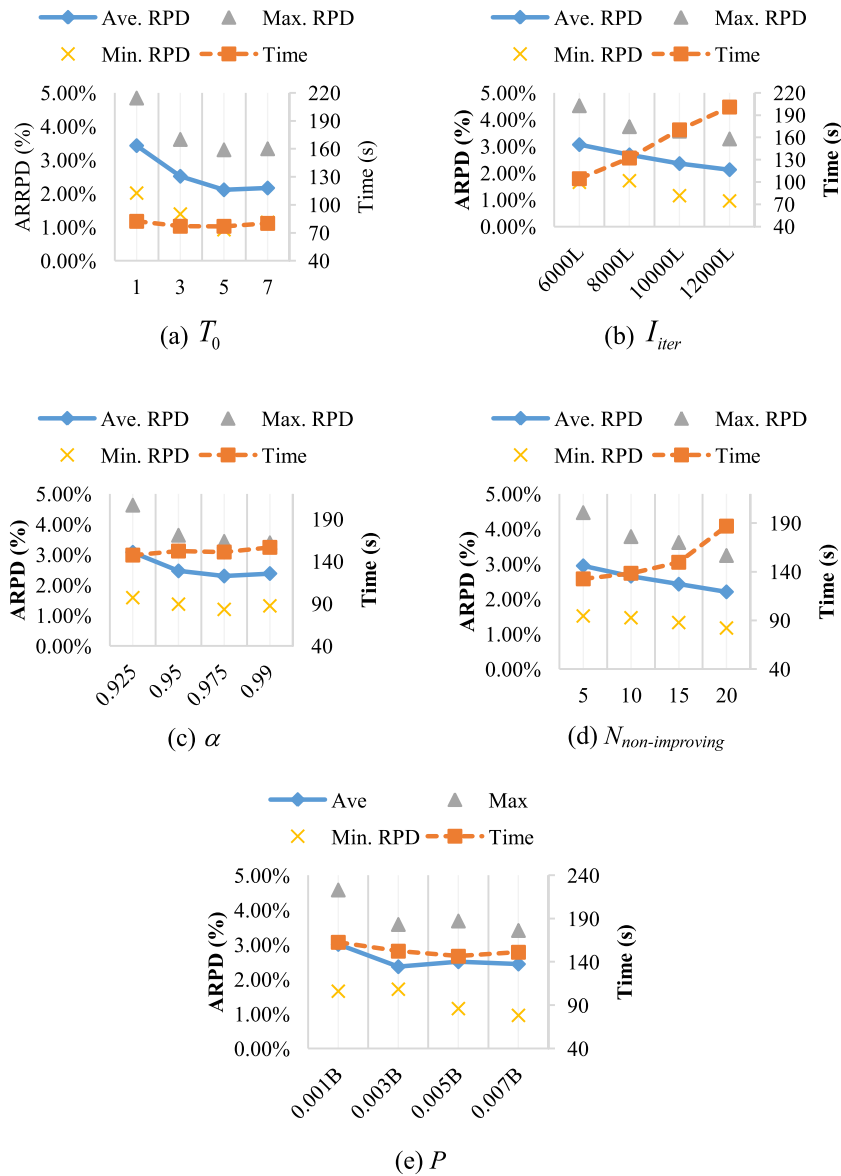 Ave. RPD Max. RPD
Min. RPD Time
5.00% 220
4.00% 190
3.00% 160
2.00% 130
1.00% 100
0.00% 70
40
ARRPD (%)
Time (s)
1 3 5 7
(a) T0
Ave. RPD Max. RPD
Min. RPD Time
5.00% 220
4.00% 190
3.00% 160
2.00% 130
1.00% 100
0.00% 70
40
ARPD (%)
Time (s)
6000L 8000L 10000L 12000L
(b) Iiter
Ave. RPD Max. RPD
Min. RPD Time
5.00%
4.00% 190
3.00% 140
2.00% 90
1.00% 40
0.00%
ARPD (%)
Time (s)
0.925 0.95 0.975 0.99
(c) α
Ave. RPD Max. RPD
Min. RPD Time
5.00%
4.00% 190
3.00% 140
2.00% 90
1.00% 40
0.00%
ARPD (%)
Time (s)
5 10 15 20
(d) Nnon-improving
Ave Max
Min. RPD Time
5.00% 240
4.00% 190
3.00% 140
2.00% 90
1.00% 40
0.00%
ARPD (%)
Time (s)
0.001B 0.003B 0.005B 0.007B
(e) P